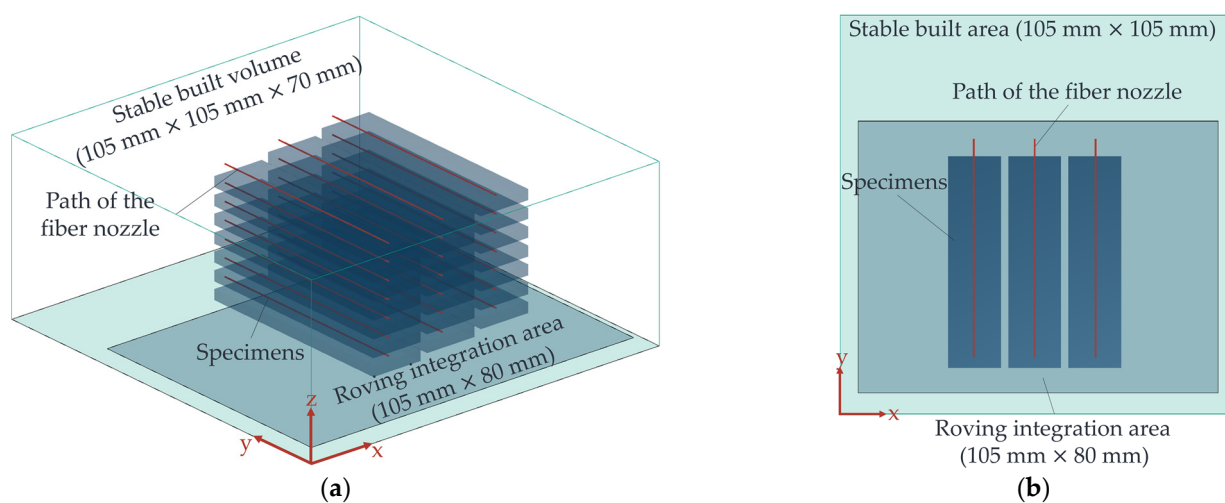 Stable built volume
(105 mm × 105 mm × 70 mm)
Path of the
fiber nozzle
Specimens
Roving integration area
(105 mm × 80 mm)
z
y
x
(a)
Stable built area (105 mm × 105 mm)
Path of the fiber nozzle
Specimens
y
x
Roving integration area
(105 mm × 80 mm)
(b)